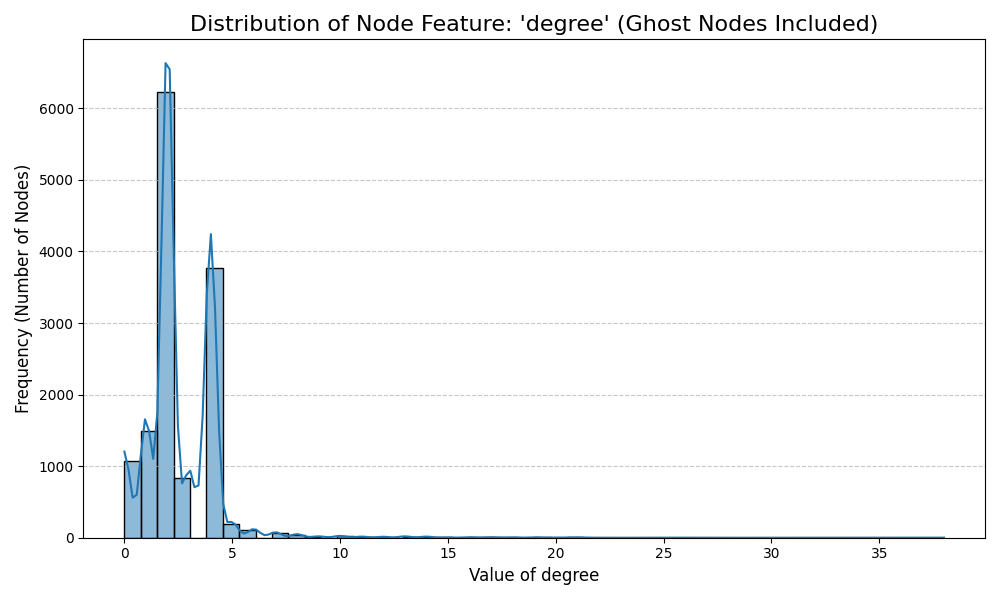 Distribution of Node Feature: 'degree' (Ghost Nodes Included)
Frequency (Number of Nodes)
6000
5000
4000
3000
2000
1000
0
0 5 10 15 20 25 30 35
Value of degree